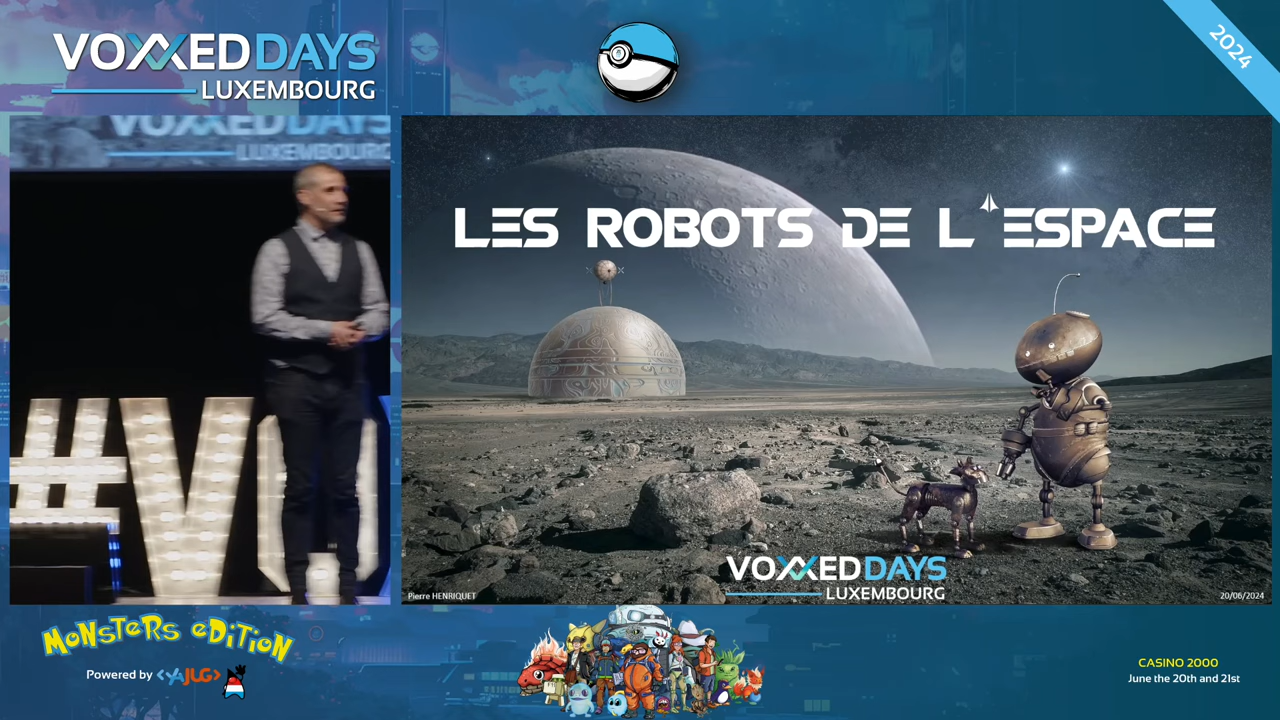 VOXXED DAYS
LUXEMBOURG
2024
VOXXED DAYS
LUXEMBOURG
#V
LES ROBOTS DE L'ESPACE
VOXXED DAYS
LUXEMBOURG
Pierre HENRIQUET
20/06/2024
MONSTERS EDITION
Powered by <YAJUG>
CASINO 2000
June the 20th and 21st